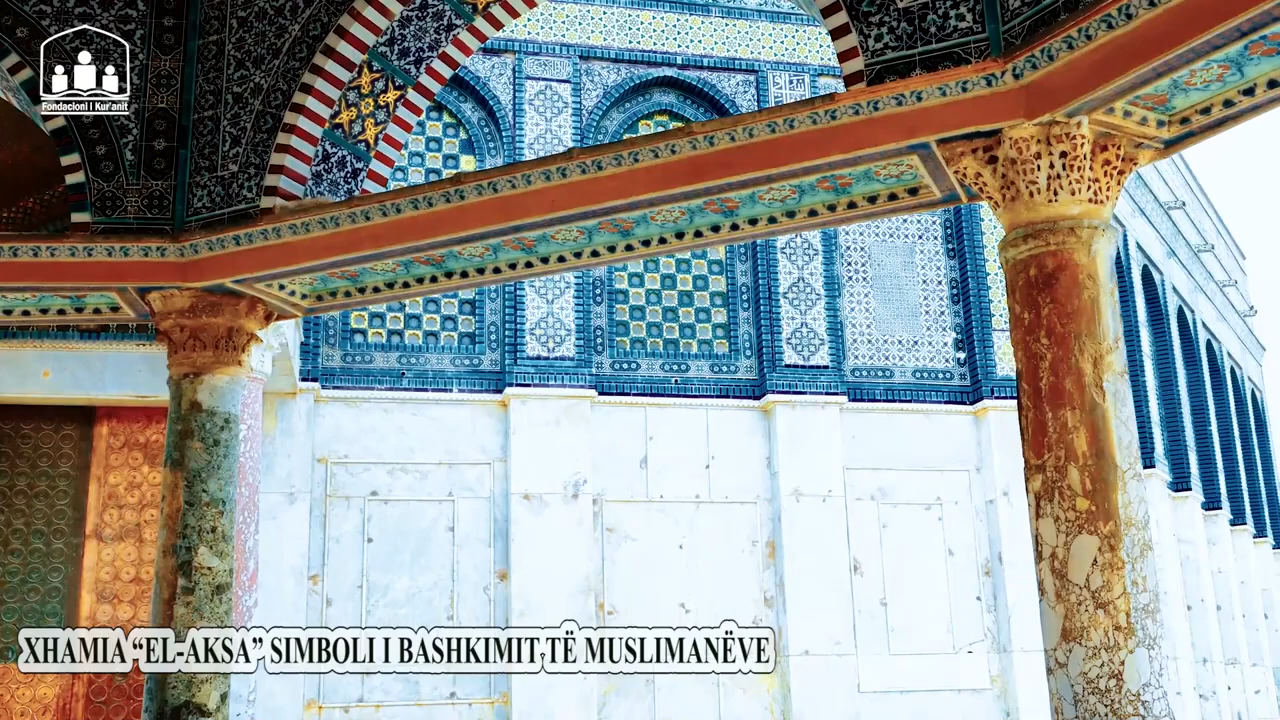 Fondacioni i Kur'anit
XHAMIA “EL-AKSA” SIMBOLI I BASHKIMIT TË MUSLIMANËVE